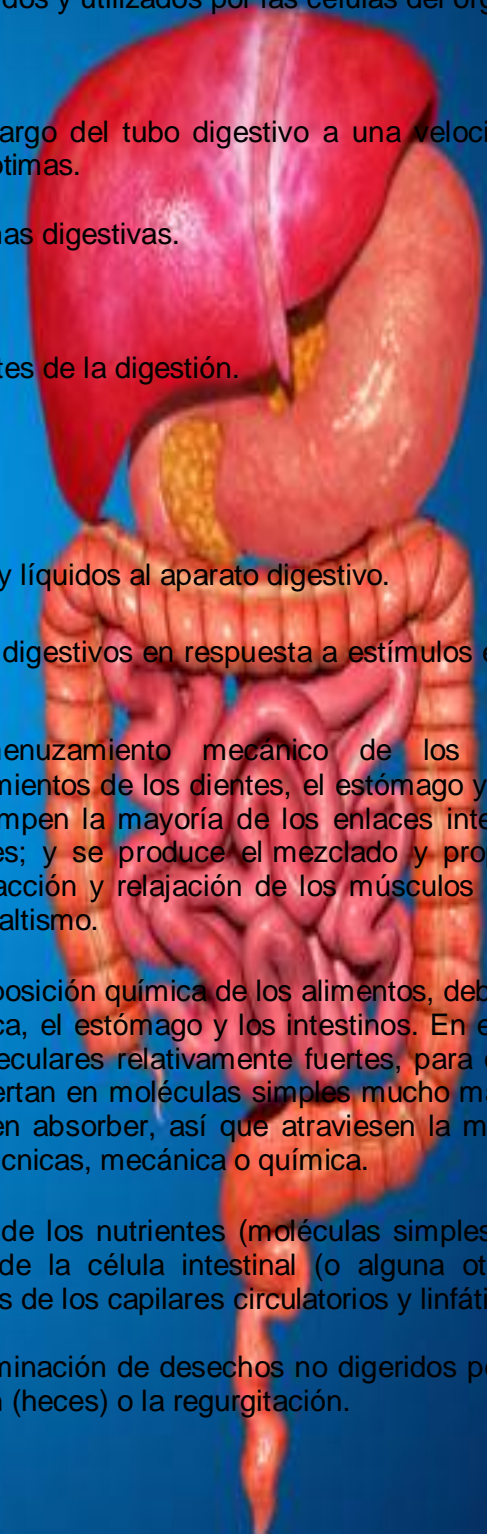 dos y utilizados por las células del org
argo del tubo digestivo a una veloci
ptimas.
nas digestivas.
tes de la digestión.
y líquidos al aparato digestivo.
digestivos en respuesta a estímulos e
nenuzamiento mecánico de los
mientos de los dientes, el estómago y
mpen la mayoría de los enlaces inte
es; y se produce el mezclado y pro
acción y relajación de los músculos
altismo.
posición química de los alimentos, deb
ca, el estómago y los intestinos. En e
eculares relativamente fuertes, para
ertan en moléculas simples mucho má
en absorber, así que atraviesen la m
cnicas, mecánica o química.
de los nutrientes (moléculas simples
de la célula intestinal (o alguna ot
s de los capilares circulatorios y linfáti
minación de desechos no digeridos p
n (heces) o la regurgitación.